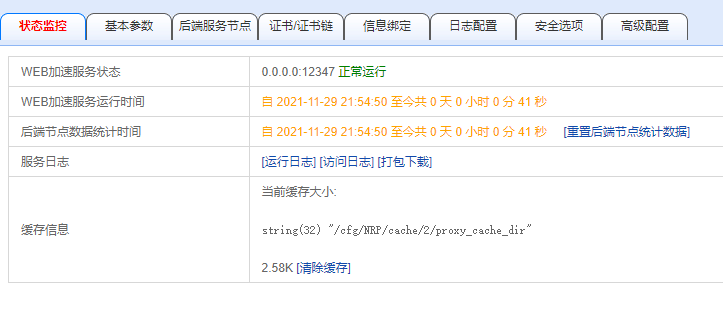 状态监控 基本参数 后端服务节点 证书/证书链 信息绑定 日志配置 安全选项 高级配置
WEB加速服务状态 0.0.0.0:12347 正常运行
WEB加速服务运行时间 自 2021-11-29 21:54:50 至今共 0 天 0 小时 0 分 41 秒
后端节点数据统计时间 自 2021-11-29 21:54:50 至今共 0 天 0 小时 0 分 41 秒 [重置后端节点统计数据]
服务日志 [运行日志] [访问日志] [打包下载]
当前缓存大小:
缓存信息 string(32) "/cfg/NRP/cache/2/proxy_cache_dir"
2.58K [清除缓存]